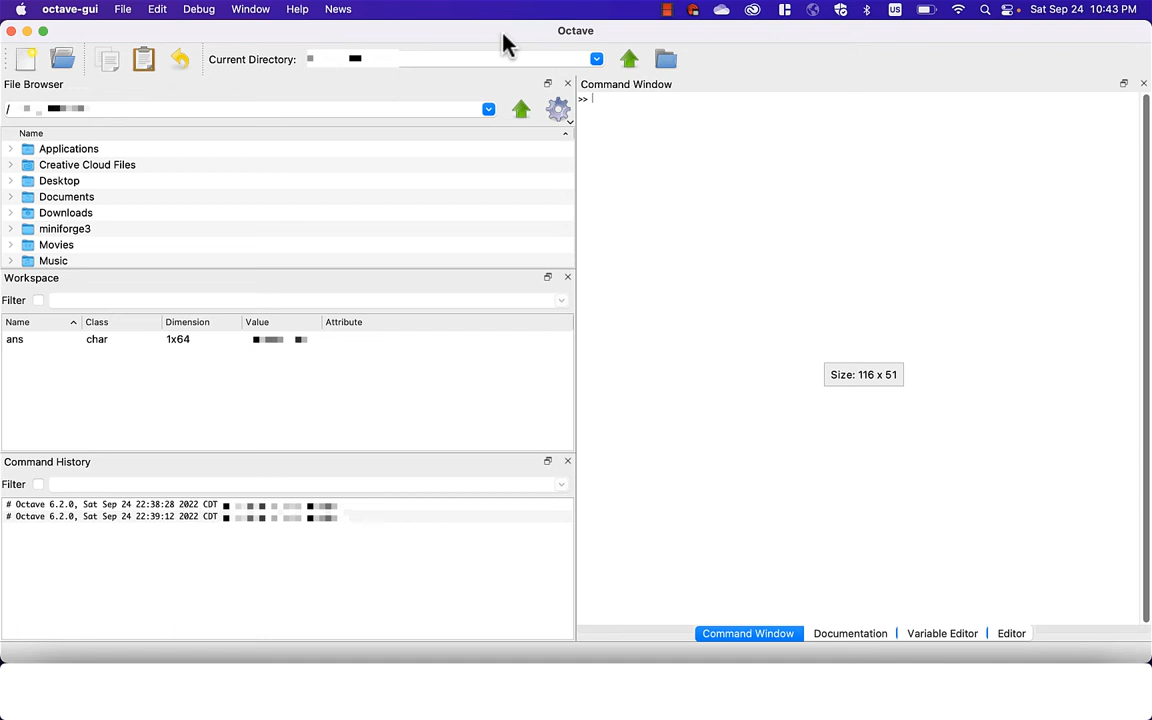 octave-gui File Edit Debug Window Help News US Sat Sep 24 10:43 PM
Octave
Current Directory:
File Browser
Command Window
/
>>
Name
Applications
Creative Cloud Files
Desktop
Documents
Downloads
miniforge3
Movies
Music
Workspace
Filter
Name Class Dimension Value Attribute
ans char 1x64
Size: 116 x 51
Command History
Filter
# Octave 6.2.0, Sat Sep 24 22:38:28 2022 CDT
# Octave 6.2.0, Sat Sep 24 22:39:12 2022 CDT
Command Window Documentation Variable Editor Editor